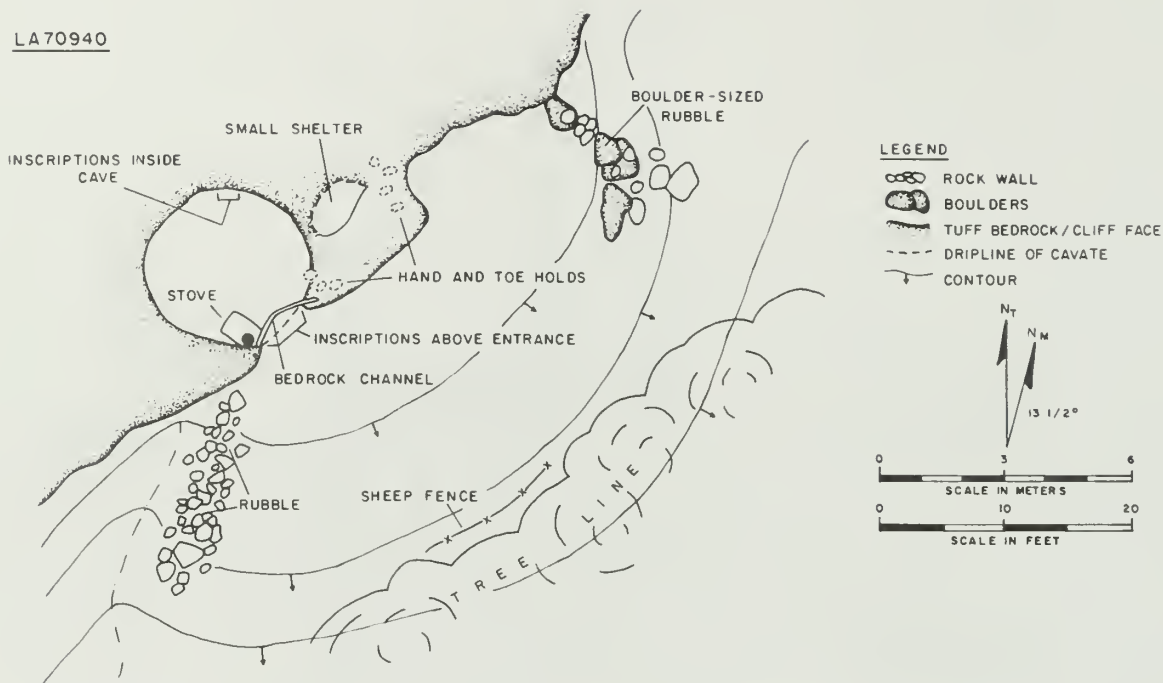 LA70940
BOULDER-SIZED
RUBBLE
SMALL SHELTER
INSCRIPTIONS INSIDE
CAVE
HAND AND TOE HOLDS
STOVE
INSCRIPTIONS ABOVE ENTRANCE
BEDROCK CHANNEL
RUBBLE
SHEEP FENCE
TREE LINE
LEGEND
ROCK WALL
BOULDERS
TUFF BEDROCK/CLIFF FACE
DRIPLINE OF CAVATE
CONTOUR
NT
NM
13 1/2°
0 3 6
SCALE IN METERS
0 10 20
SCALE IN FEET